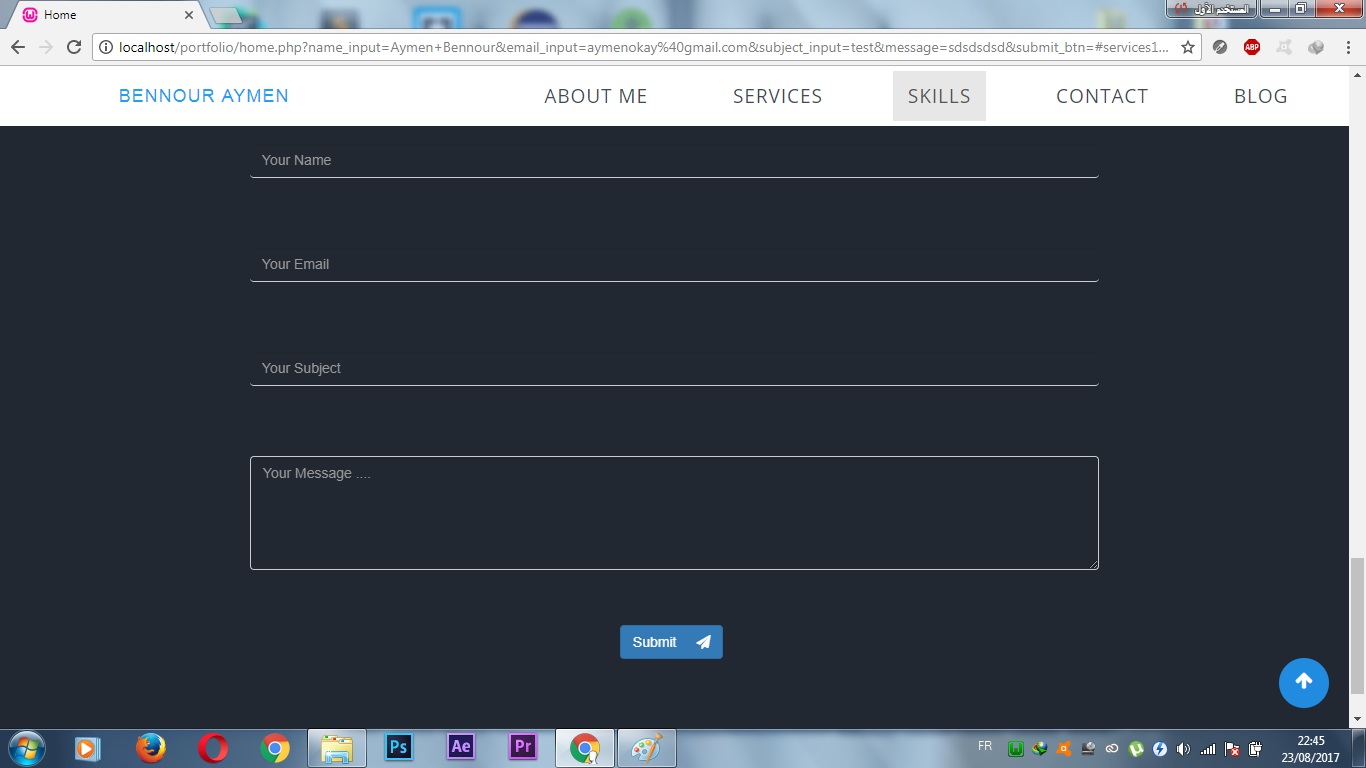 Home
المستخدم الأول
localhost/portfolio/home.php?name_input=Aymen+Bennour&email_input=aymenokay%40gmail.com&subject_input=test&message=sdsdsdsd&submit_btn=#services1...
ABP
BENNOUR AYMEN
ABOUT ME
SERVICES
SKILLS
CONTACT
BLOG
Your Name
Your Email
Your Subject
Your Message ....
Submit
Ps
Ae
Pr
FR
22:45
23/08/2017